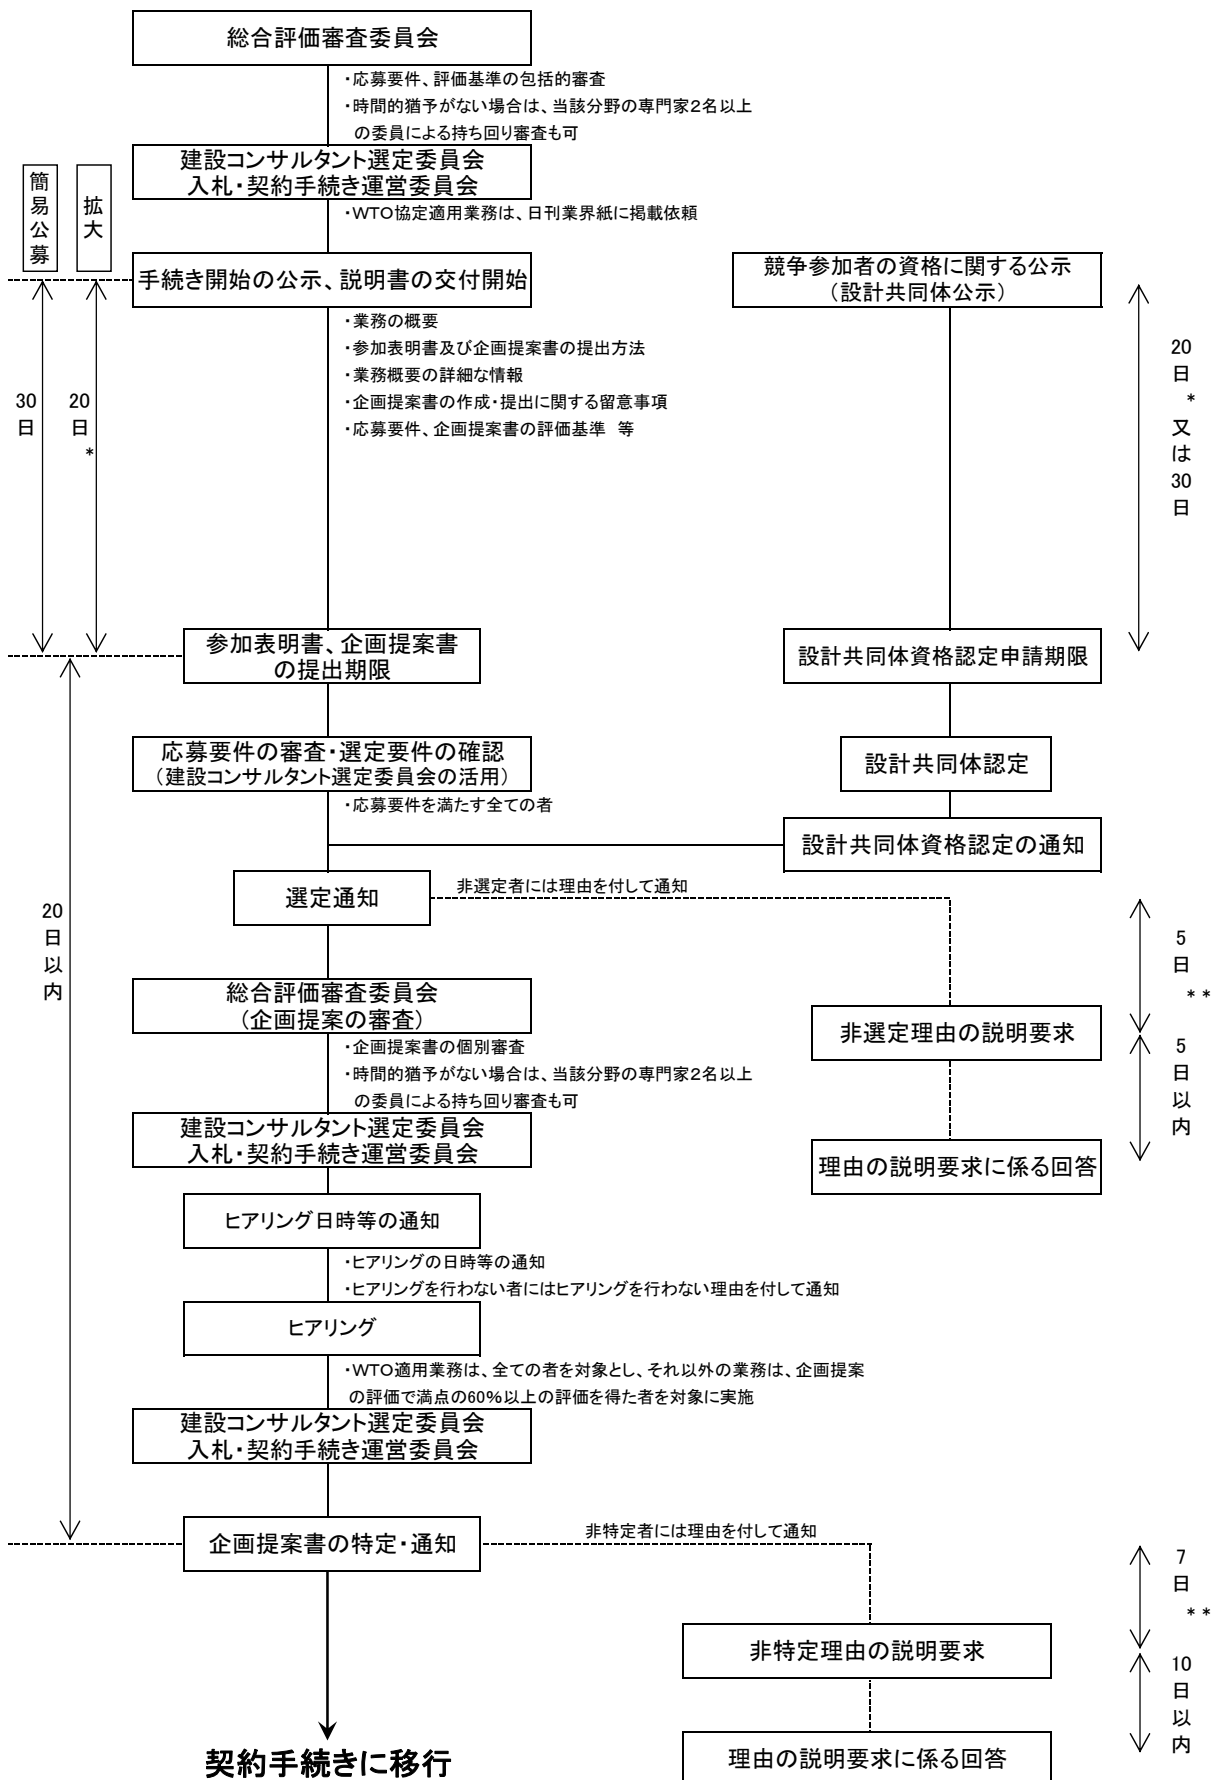 総合評価審査委員会
・応募要件、評価基準の包括的審査
・時間的猶予がない場合は、当該分野の専門家2名以上
の委員による持ち回り審査も可
建設コンサルタント選定委員会
入札・契約手続き運営委員会
簡易公募
拡大
・WTO協定適用業務は、日刊業界紙に掲載依頼
手続き開始の公示、説明書の交付開始
競争参加者の資格に関する公示
(設計共同体公示)
・業務の概要
・参加表明書及び企画提案書の提出方法
・業務概要の詳細な情報
・企画提案書の作成・提出に関する留意事項
・応募要件、企画提案書の評価基準 等
30日
20日*
20日*又は30日
参加表明書、企画提案書
の提出期限
設計共同体資格認定申請期限
応募要件の審査・選定要件の確認
(建設コンサルタント選定委員会の活用)
設計共同体認定
・応募要件を満たす全ての者
設計共同体資格認定の通知
選定通知
非選定者には理由を付して通知
20日以内
5日**
総合評価審査委員会
(企画提案の審査)
・企画提案書の個別審査
・時間的猶予がない場合は、当該分野の専門家2名以上
の委員による持ち回り審査も可
非選定理由の説明要求
5日以内
建設コンサルタント選定委員会
入札・契約手続き運営委員会
理由の説明要求に係る回答
ヒアリング日時等の通知
・ヒアリングの日時等の通知
・ヒアリングを行わない者にはヒアリングを行わない理由を付して通知
ヒアリング
・WTO適用業務は、全ての者を対象とし、それ以外の業務は、企画提案
の評価で満点の60%以上の評価を得た者を対象に実施
建設コンサルタント選定委員会
入札・契約手続き運営委員会
企画提案書の特定・通知
非特定者には理由を付して通知
7日**
非特定理由の説明要求
10日以内
契約手続きに移行
理由の説明要求に係る回答